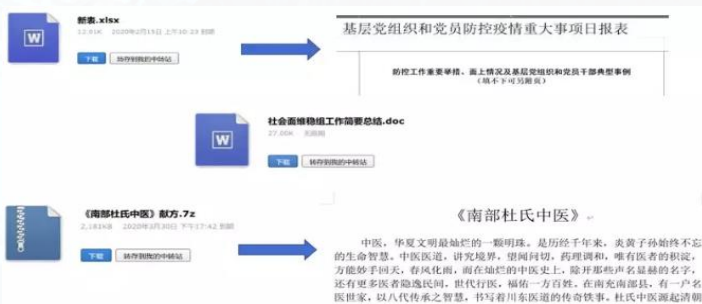 新表.xlsx
12.91K 2020年2月15日 上午10:23 到期
下载 转存到我的中转站
基层党组织和党员防控疫情重大事项日报表
防控工作重要举措、面上情况及基层党组织和党员干部典型事例
（填不下可另附页）
W
社会面维稳组工作简要总结.doc
27.00K 无限期
下载 转存到我的中转站
W
《南部杜氏中医》献方.7z
2,183KB 2020年3月30日 下午17:42 到期
下载 转存到我的中转站
《南部杜氏中医》
中医，华夏文明最灿烂的一颗明珠。是历经千年来，炎黄子孙始终不忘
的生命智慧。中医医道，讲究境界，望闻问切，药理调和，唯有医者的积淀，
方能妙手回天，春风化雨，而在灿烂的中医史上，除开那些声名显赫的名字，
还有更多医者隐逸民间，世代行医，福佑一方百姓。在南充南部县，有一户名
医世家，以八代传承之智慧，书写着川东医道的传奇轶事。杜氏中医源起清朝